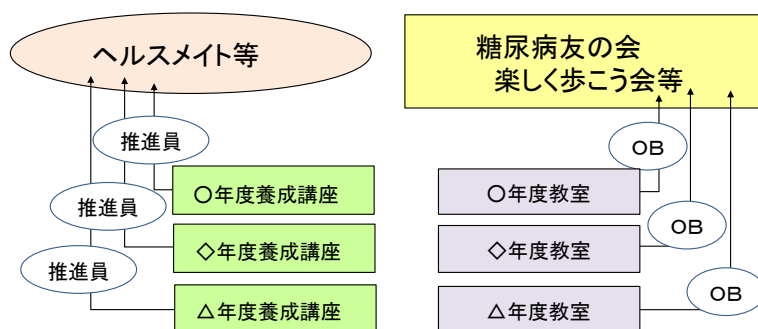 ヘルスメイト等
推進員
推進員
推進員
〇年度養成講座
◇年度養成講座
△年度養成講座
糖尿病友の会
楽しく歩こう会等
OB
OB
OB
〇年度教室
◇年度教室
△年度教室